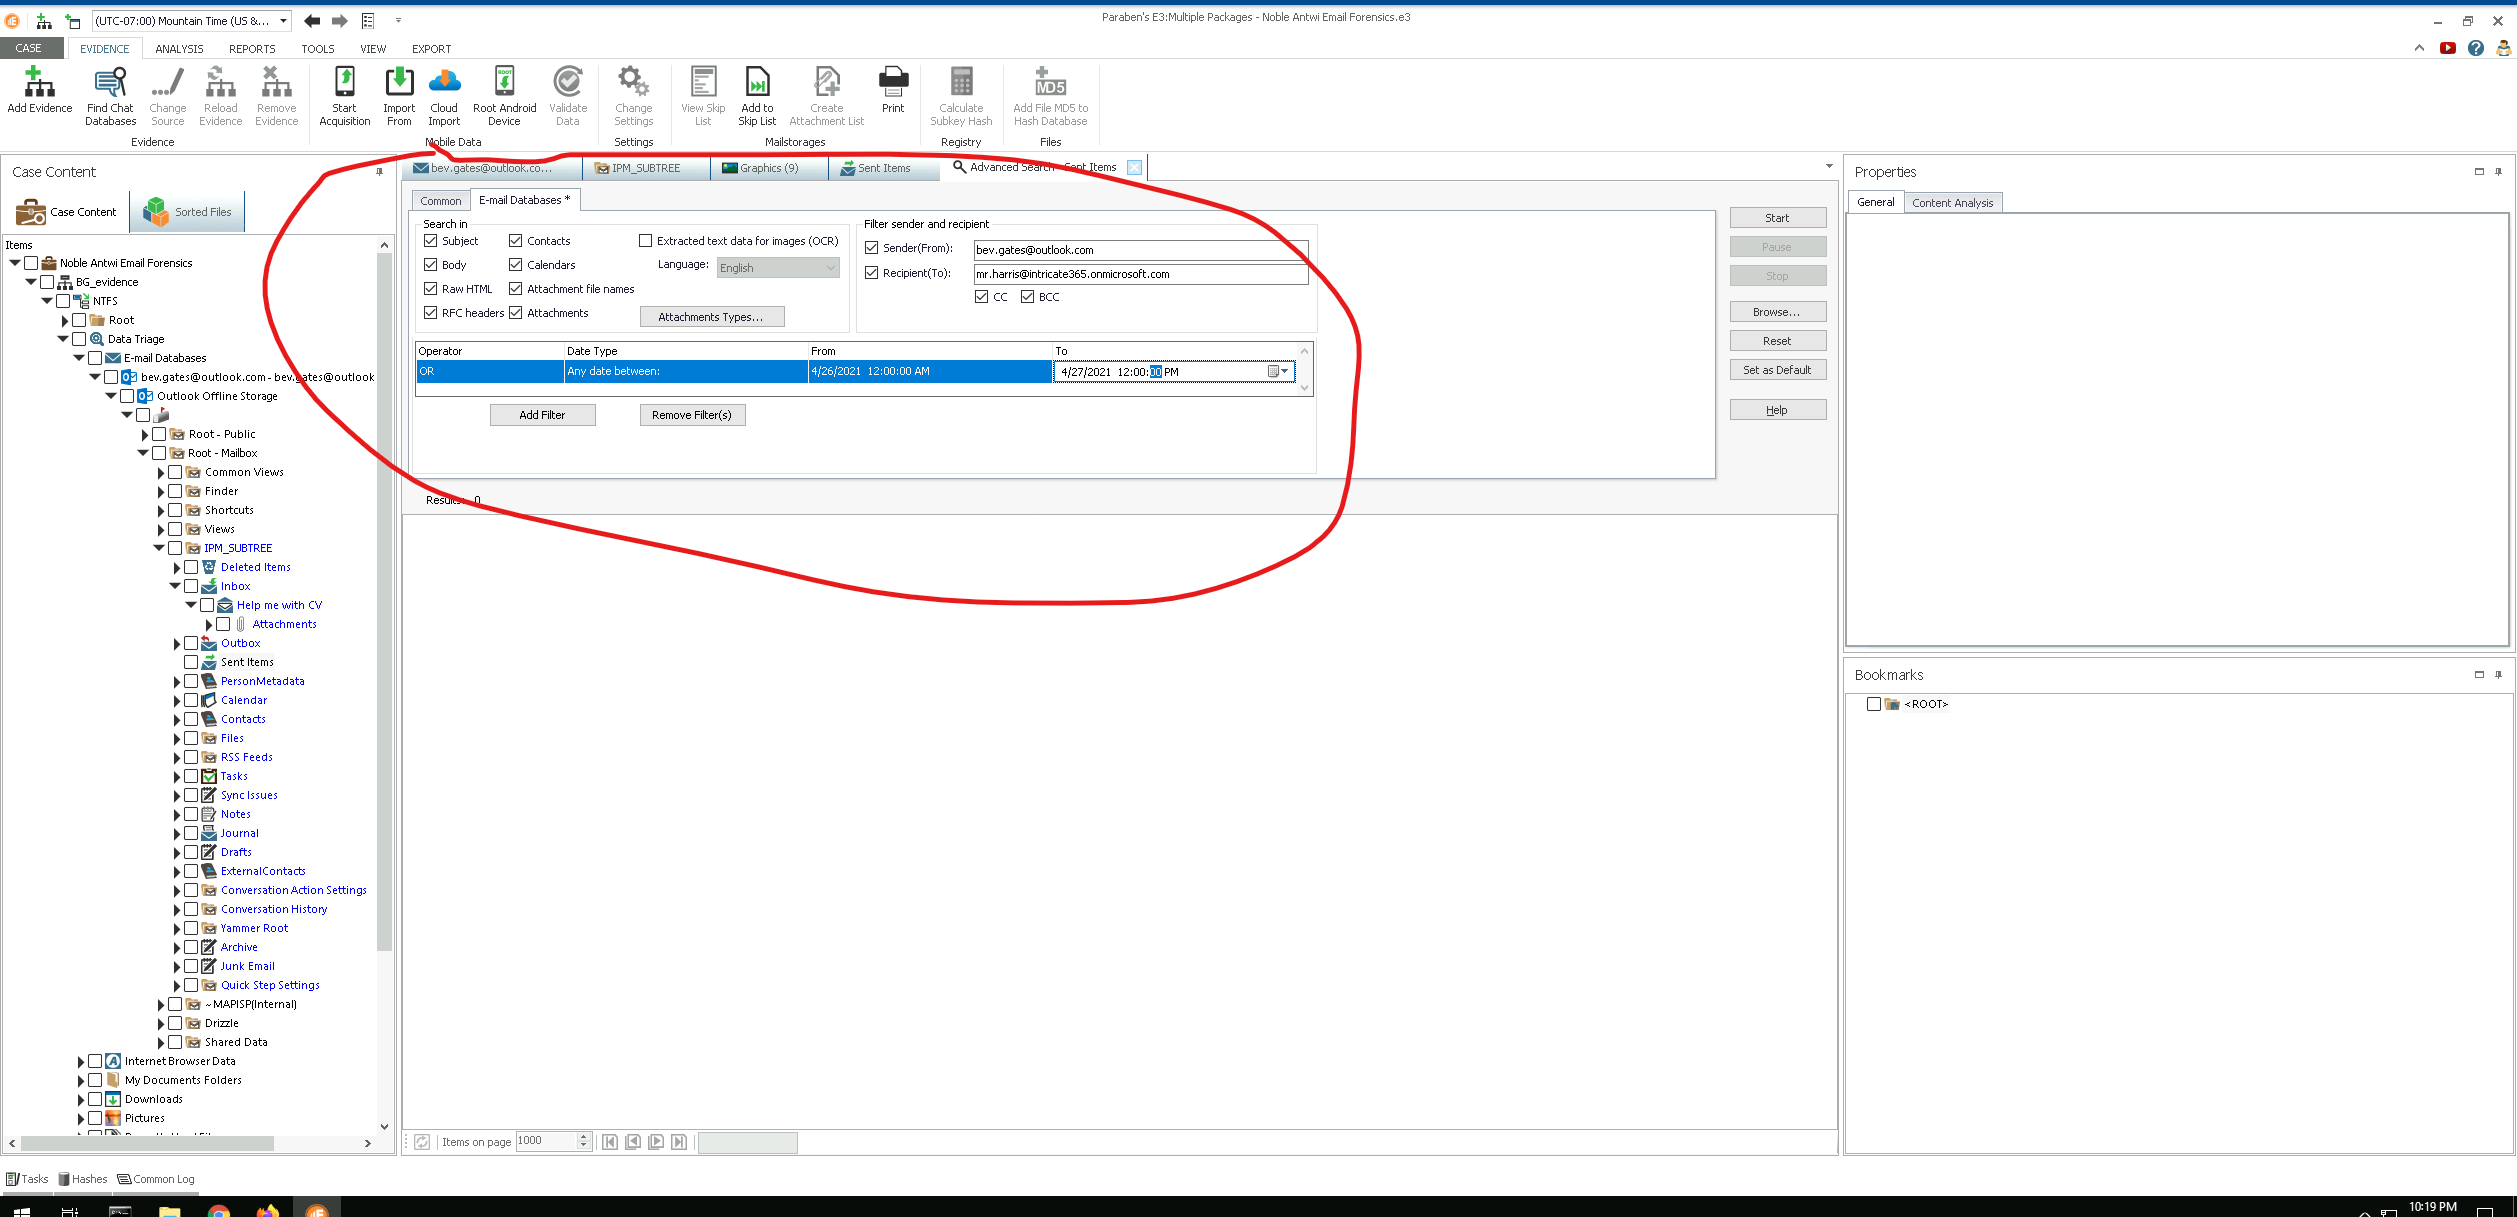 (UTC-07:00) Mountain Time (US &...
Paraben's E3:Multiple Packages - Noble Antwi Email Forensics.e3
CASE EVIDENCE ANALYSIS REPORTS TOOLS VIEW EXPORT
Add Evidence
Find Chat Databases
Change Source
Reload Evidence
Remove Evidence
Evidence
Start Acquisition
Import From
Cloud Import
ROOT
Root Android Device
Validate Data
Mobile Data
Change Settings
Settings
View Skip List
Add to Skip List
Create Attachment List
Print
Mailstorages
Calculate Subkey Hash
Registry
MD5
Add File MD5 to Hash Database
Files
Case Content
Case Content
Sorted Files
Items
Noble Antwi Email Forensics
BG_evidence
NTFS
Root
Data Triage
E-mail Databases
bev.gates@outlook.com - bev.gates@outlook
Outlook Offline Storage
Root - Public
Root - Mailbox
Common Views
Finder
Shortcuts
Views
IPM_SUBTREE
Deleted Items
Inbox
Help me with CV
Attachments
Outbox
Sent Items
PersonMetadata
Calendar
Contacts
Files
RSS Feeds
Tasks
Sync Issues
Notes
Journal
Drafts
ExternalContacts
Conversation Action Settings
Conversation History
Yammer Root
Archive
Junk Email
Quick Step Settings
~MAPISP(Internal)
Drizzle
Shared Data
Internet Browser Data
My Documents Folders
Downloads
Pictures
bev.gates@outlook.co...
IPM_SUBTREE
Graphics (9)
Sent Items
Advanced Search - Sent Items
Common
E-mail Databases *
Search in
Subject Contacts Extracted text data for images (OCR)
Body Calendars Language: English
Raw HTML Attachment file names
RFC headers Attachments Attachments Types...
Filter sender and recipient
Sender(From): bev.gates@outlook.com
Recipient(To): mr.harris@intricate365.onmicrosoft.com
CC BCC
Operator Date Type From To
OR Any date between: 4/26/2021 12:00:00 AM 4/27/2021 12:00:00 PM
Add Filter Remove Filter(s)
Results: 0
Start
Pause
Stop
Browse...
Reset
Set as Default
Help
Items on page 1000
Properties
General Content Analysis
Bookmarks
<ROOT>
Tasks Hashes Common Log
10:19 PM